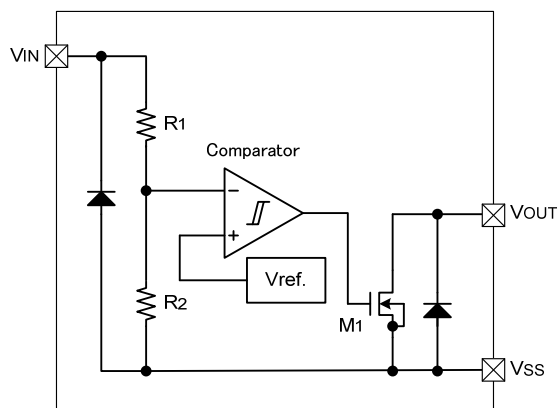 VIN
R1
Comparator
−
+
Vref.
R2
M1
VOUT
VSS